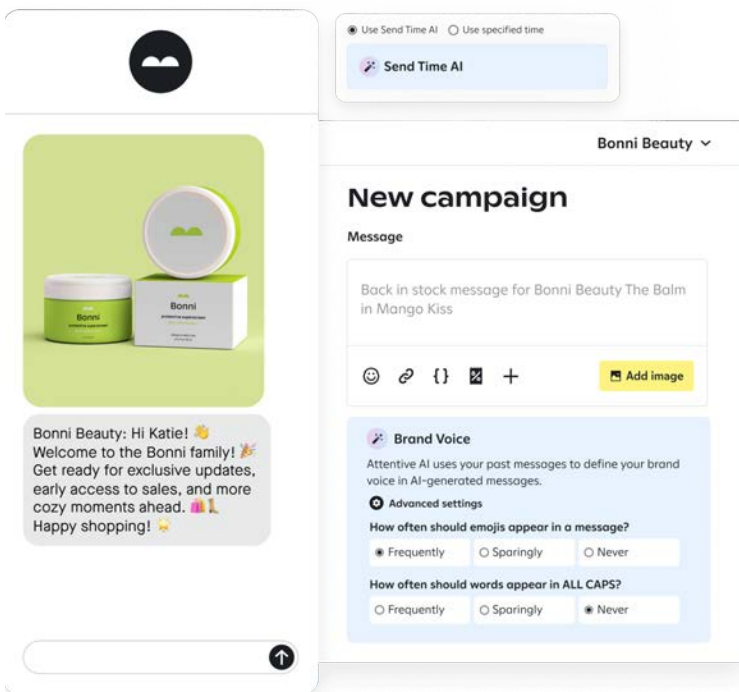 Use Send Time AI Use specified time
Send Time AI
Bonni Beauty
New campaign
Message
Back in stock message for Bonni Beauty The Balm
in Mango Kiss
Add image
Brand Voice
Attentive AI uses your past messages to define your brand
voice in AI-generated messages.
Advanced settings
How often should emojis appear in a message?
Frequently Sparingly Never
How often should words appear in ALL CAPS?
Frequently Sparingly Never
Bonni
protective superscreen
Bonni
protective superscreen
Bonni Beauty: Hi Katie! 👋
Welcome to the Bonni family! 🎉
Get ready for exclusive updates,
early access to sales, and more
cozy moments ahead. 🛍️👢
Happy shopping! 🌟